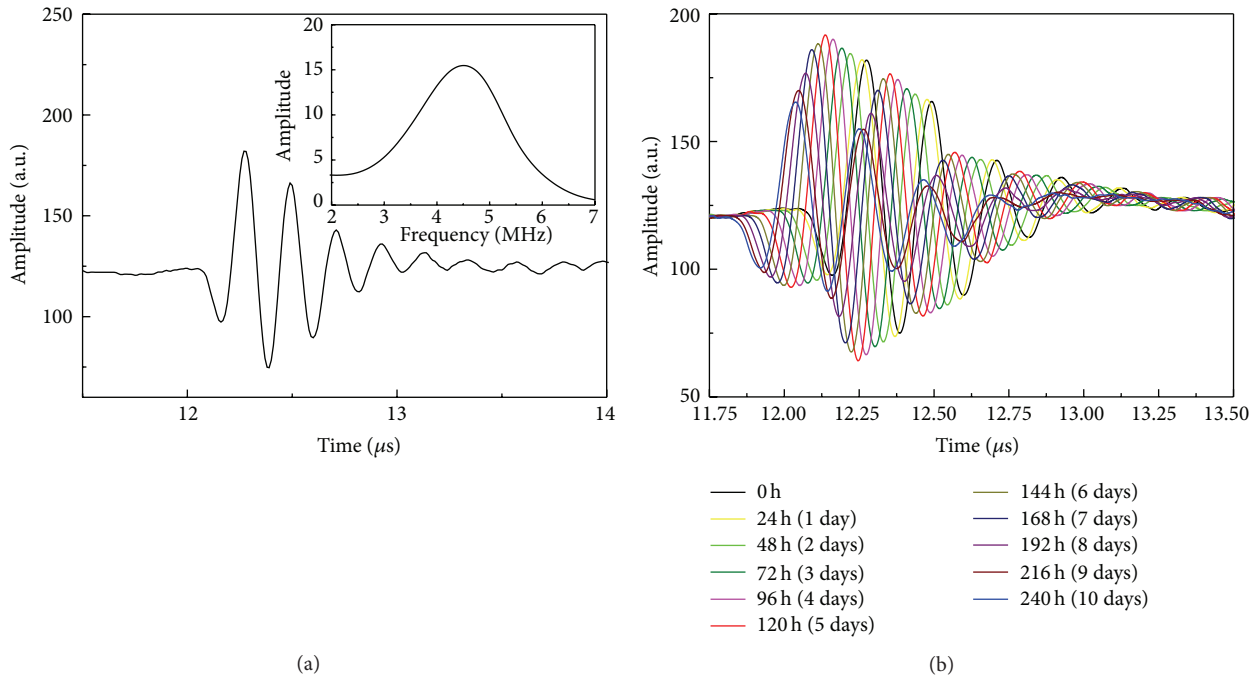 250
200
150
100
Amplitude (a.u.)
12
13
14
Time (μs)
20
15
10
5
0
Amplitude
2
3
4
5
6
7
Frequency (MHz)
(a)
200
150
100
50
Amplitude (a.u.)
11.75
12.00
12.25
12.50
12.75
13.00
13.25
13.50
Time (μs)
0 h
24 h (1 day)
48 h (2 days)
72 h (3 days)
96 h (4 days)
120 h (5 days)
144 h (6 days)
168 h (7 days)
192 h (8 days)
216 h (9 days)
240 h (10 days)
(b)